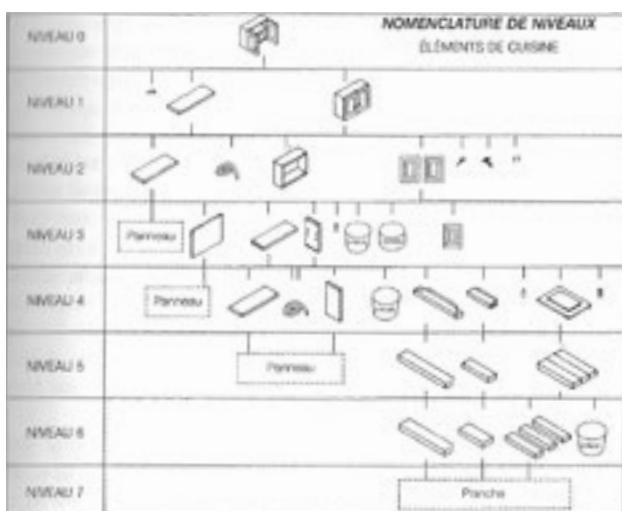 NOMENCLATURE DE NIVEAUX
ÉLÉMENTS DE CUISINE
NIVEAU 0
NIVEAU 1
NIVEAU 2
NIVEAU 3
Panneau
NIVEAU 4
Panneau
NIVEAU 5
Panneau
NIVEAU 6
NIVEAU 7
Planche